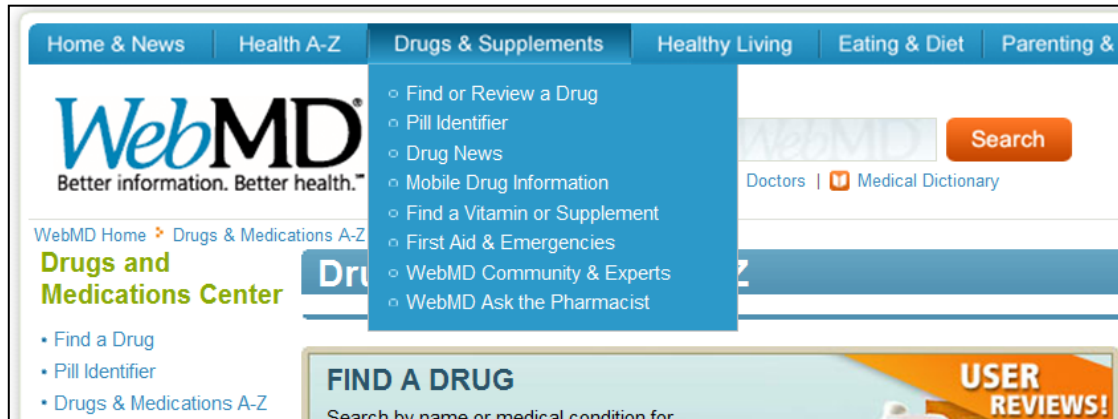 Home & News Health A-Z Drugs & Supplements Healthy Living Eating & Diet Parenting &
Find or Review a Drug
Pill Identifier
Drug News
Mobile Drug Information
Find a Vitamin or Supplement
First Aid & Emergencies
WebMD Community & Experts
WebMD Ask the Pharmacist
WebMD®
Better information. Better health.™
WebMD
Search
Doctors | Medical Dictionary
WebMD Home Drugs & Medications A-Z
Drugs and
Medications Center
Dru Z
• Find a Drug
• Pill Identifier
• Drugs & Medications A-Z
FIND A DRUG
Search by name or medical condition for
USER
REVIEWS!